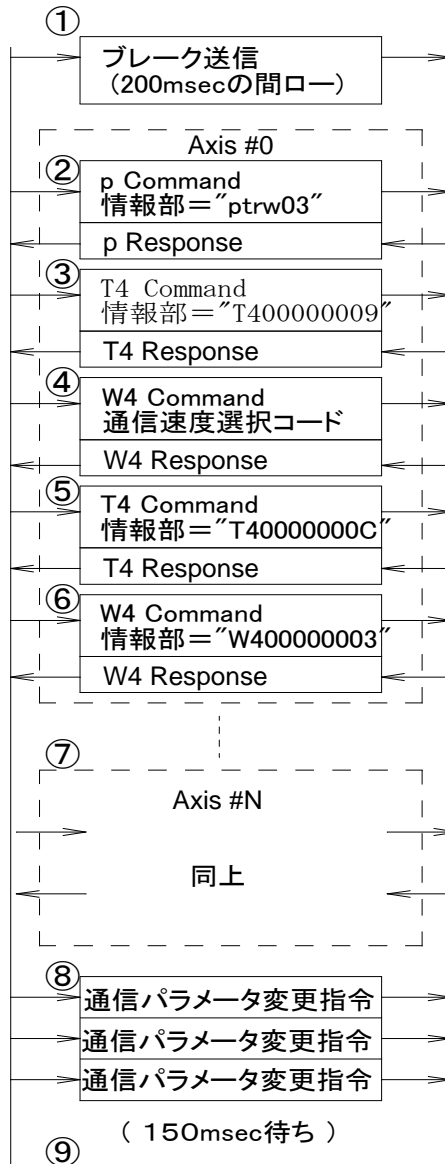 ①
ブレーク送信
(200msecの間ロー)
Axis #0
②
p Command
情報部＝"ptrw03"
p Response
③
T4 Command
情報部＝"T400000009"
T4 Response
④
W4 Command
通信速度選択コード
W4 Response
⑤
T4 Command
情報部＝"T40000000C"
T4 Response
⑥
W4 Command
情報部＝"W400000003"
W4 Response
⑦
Axis #N
同上
⑧
通信パラメータ変更指令
通信パラメータ変更指令
通信パラメータ変更指令
( 150msec待ち )
⑨